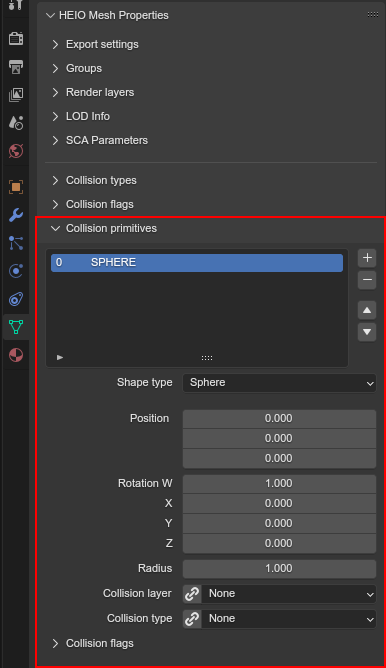 HEIO Mesh Properties
Export settings
Groups
Render layers
LOD Info
SCA Parameters
Collision types
Collision flags
Collision primitives
0 SPHERE
Shape type Sphere
Position 0.000
0.000
0.000
Rotation W 1.000
X 0.000
Y 0.000
Z 0.000
Radius 1.000
Collision layer None
Collision type None
Collision flags